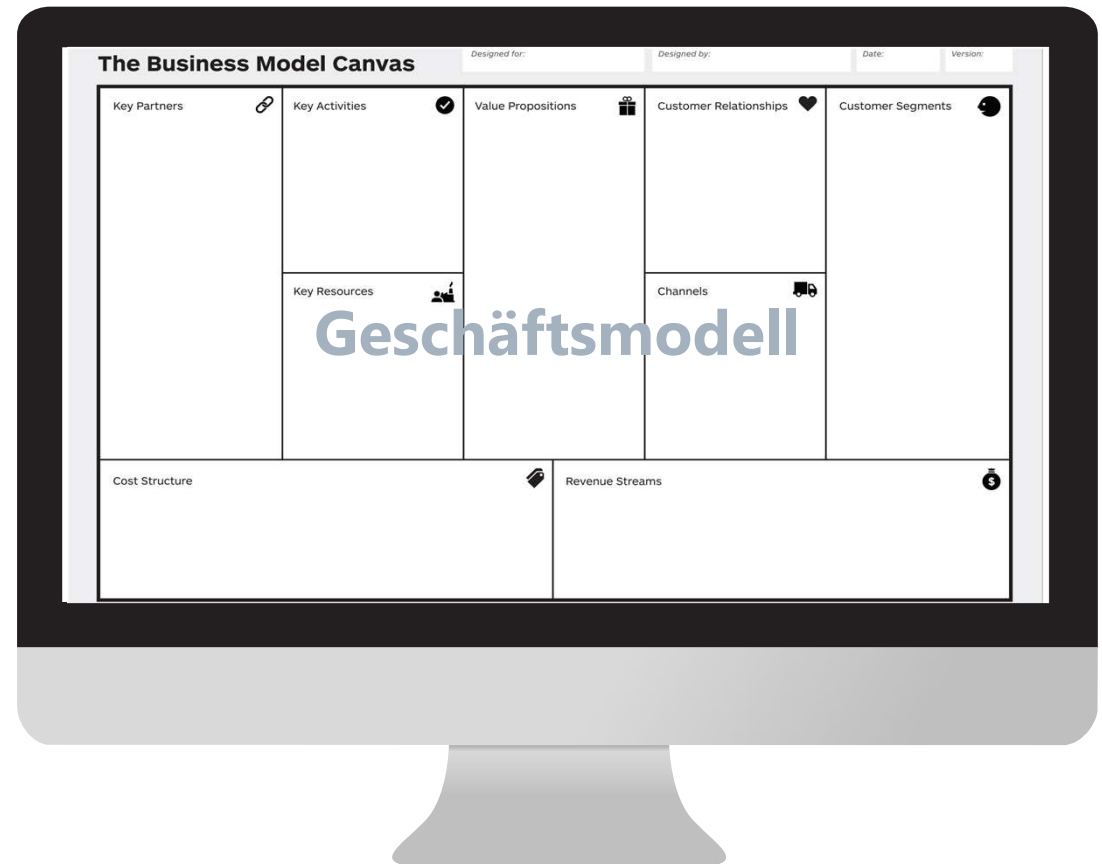 The Business Model Canvas
Designed for:
Designed by:
Date:
Version:
Key Partners
Key Activities
Value Propositions
Customer Relationships
Customer Segments
Key Resources
Channels
Geschäftsmodell
Cost Structure
Revenue Streams
$